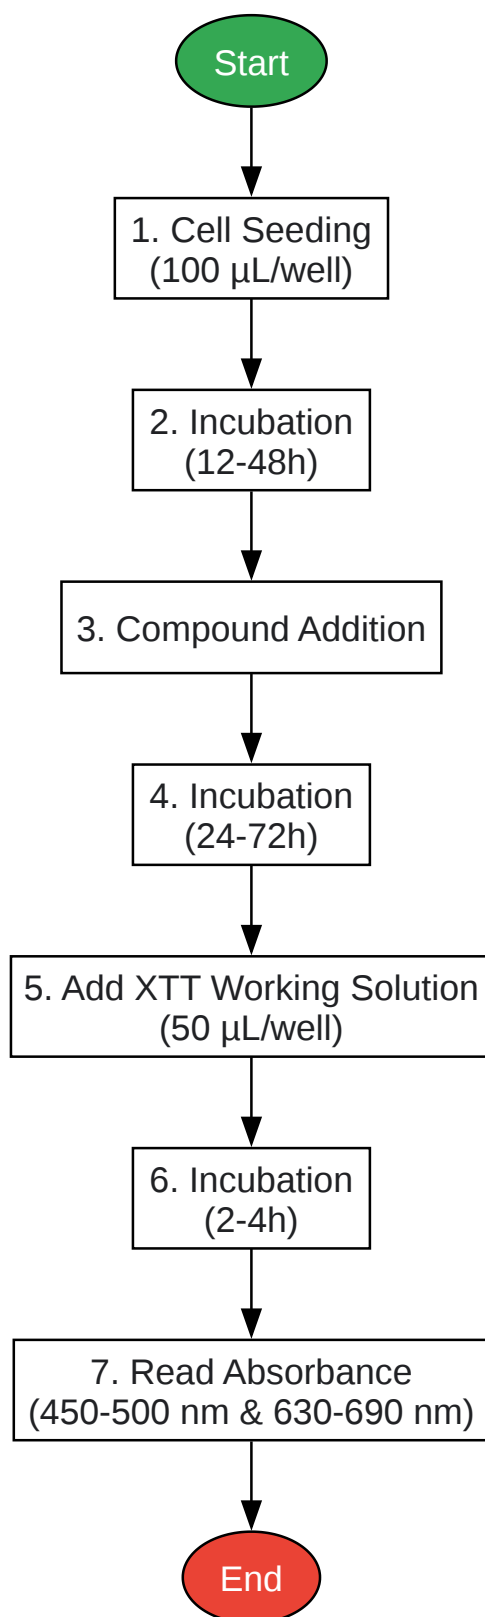 Start
1. Cell Seeding
(100 µL/well)
2. Incubation
(12-48h)
3. Compound Addition
4. Incubation
(24-72h)
5. Add XTT Working Solution
(50 µL/well)
6. Incubation
(2-4h)
7. Read Absorbance
(450-500 nm & 630-690 nm)
End